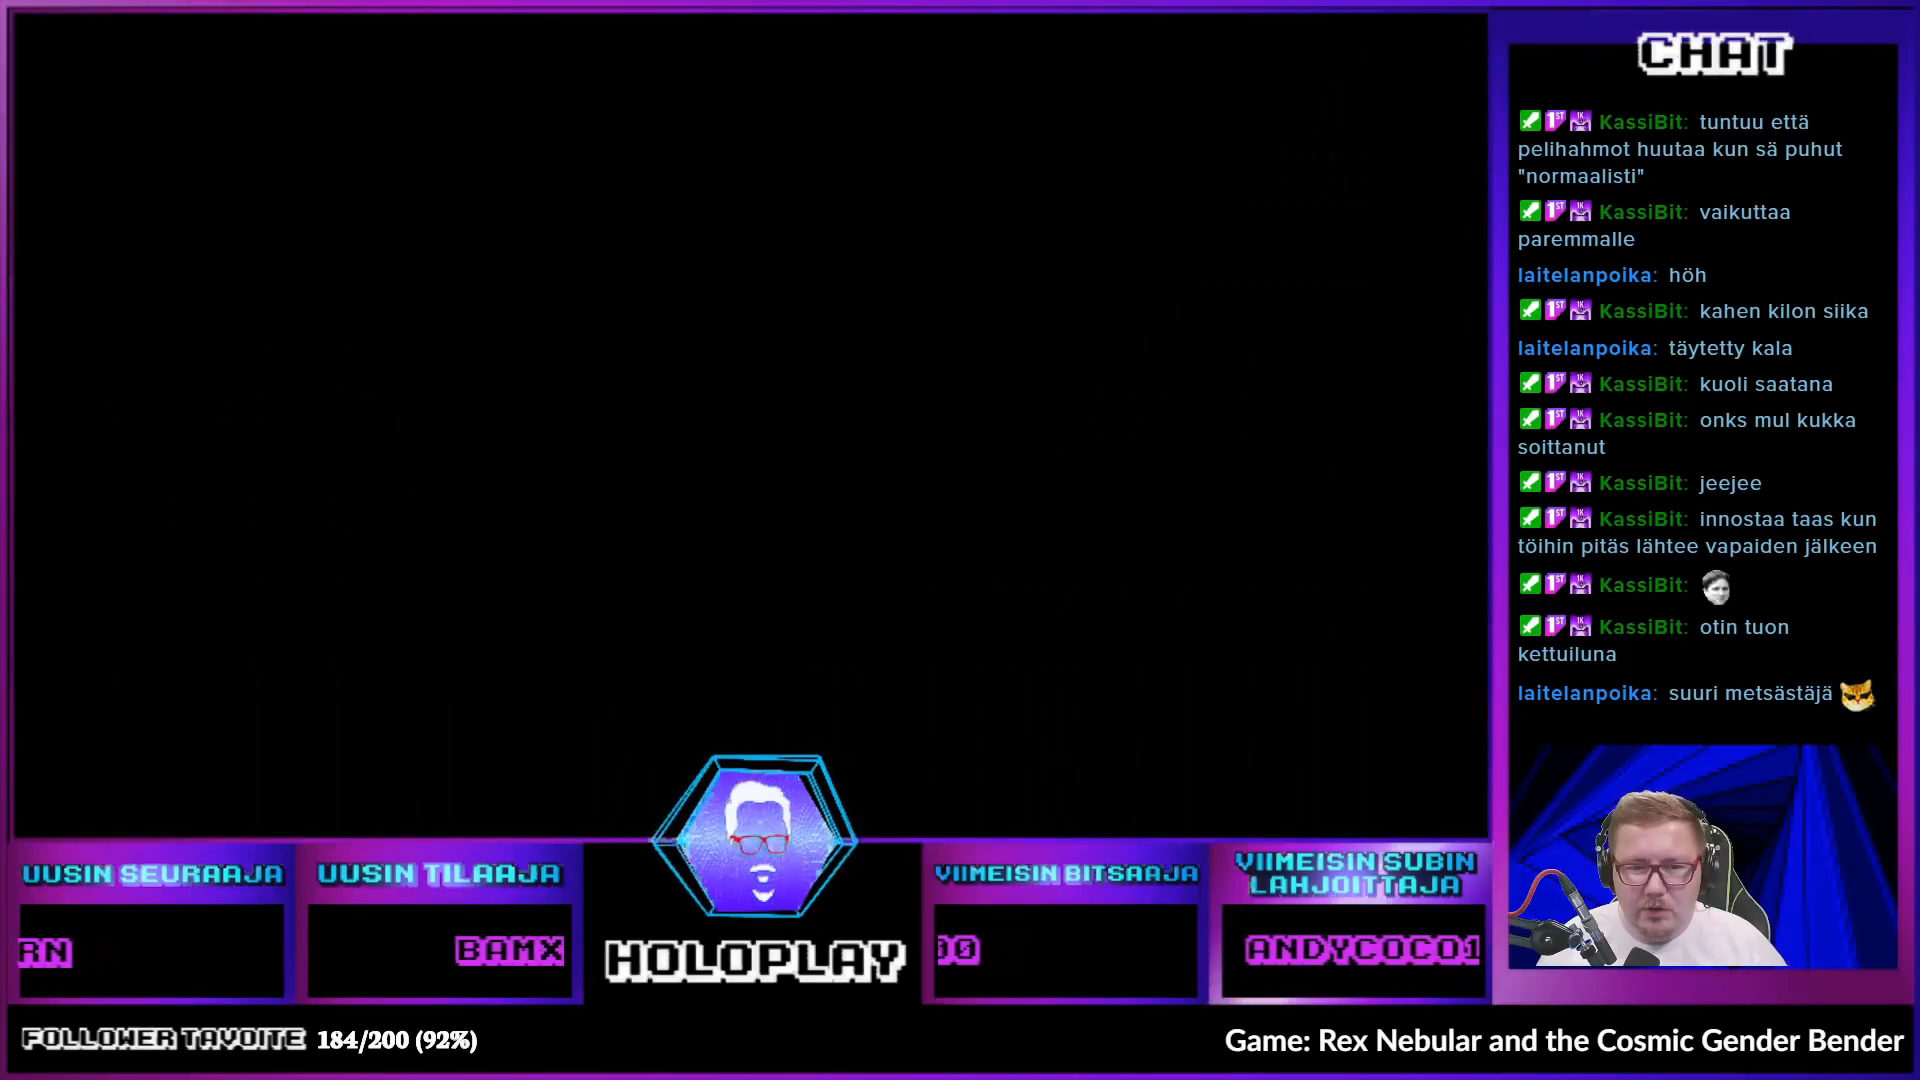 CHAT
KassiBit: tuntuu että
pelihahmot huutaa kun sä puhut
"normaalisti"
KassiBit: vaikuttaa
paremmalle
laitelanpoika: höh
KassiBit: kahen kilon siika
laitelanpoika: täytetty kala
KassiBit: kuoli saatana
KassiBit: onks mul kukka
soittanut
KassiBit: jeejee
KassiBit: innostaa taas kun
töihin pitäs lähtee vapaiden jälkeen
KassiBit:
KassiBit: otin tuon
kettuiluna
laitelanpoika: suuri metsästäjä
UUSIN SEURAAJA
RN
UUSIN TILAAJA
BAMX
HOLOPLAY
VIIMEISIN BITSAAJA
00
VIIMEISIN SUBIN
LAHJOITTAJA
ANDYCOCO1
FOLLOWER TAVOITE 184/200 (92%)
Game: Rex Nebular and the Cosmic Gender Bender